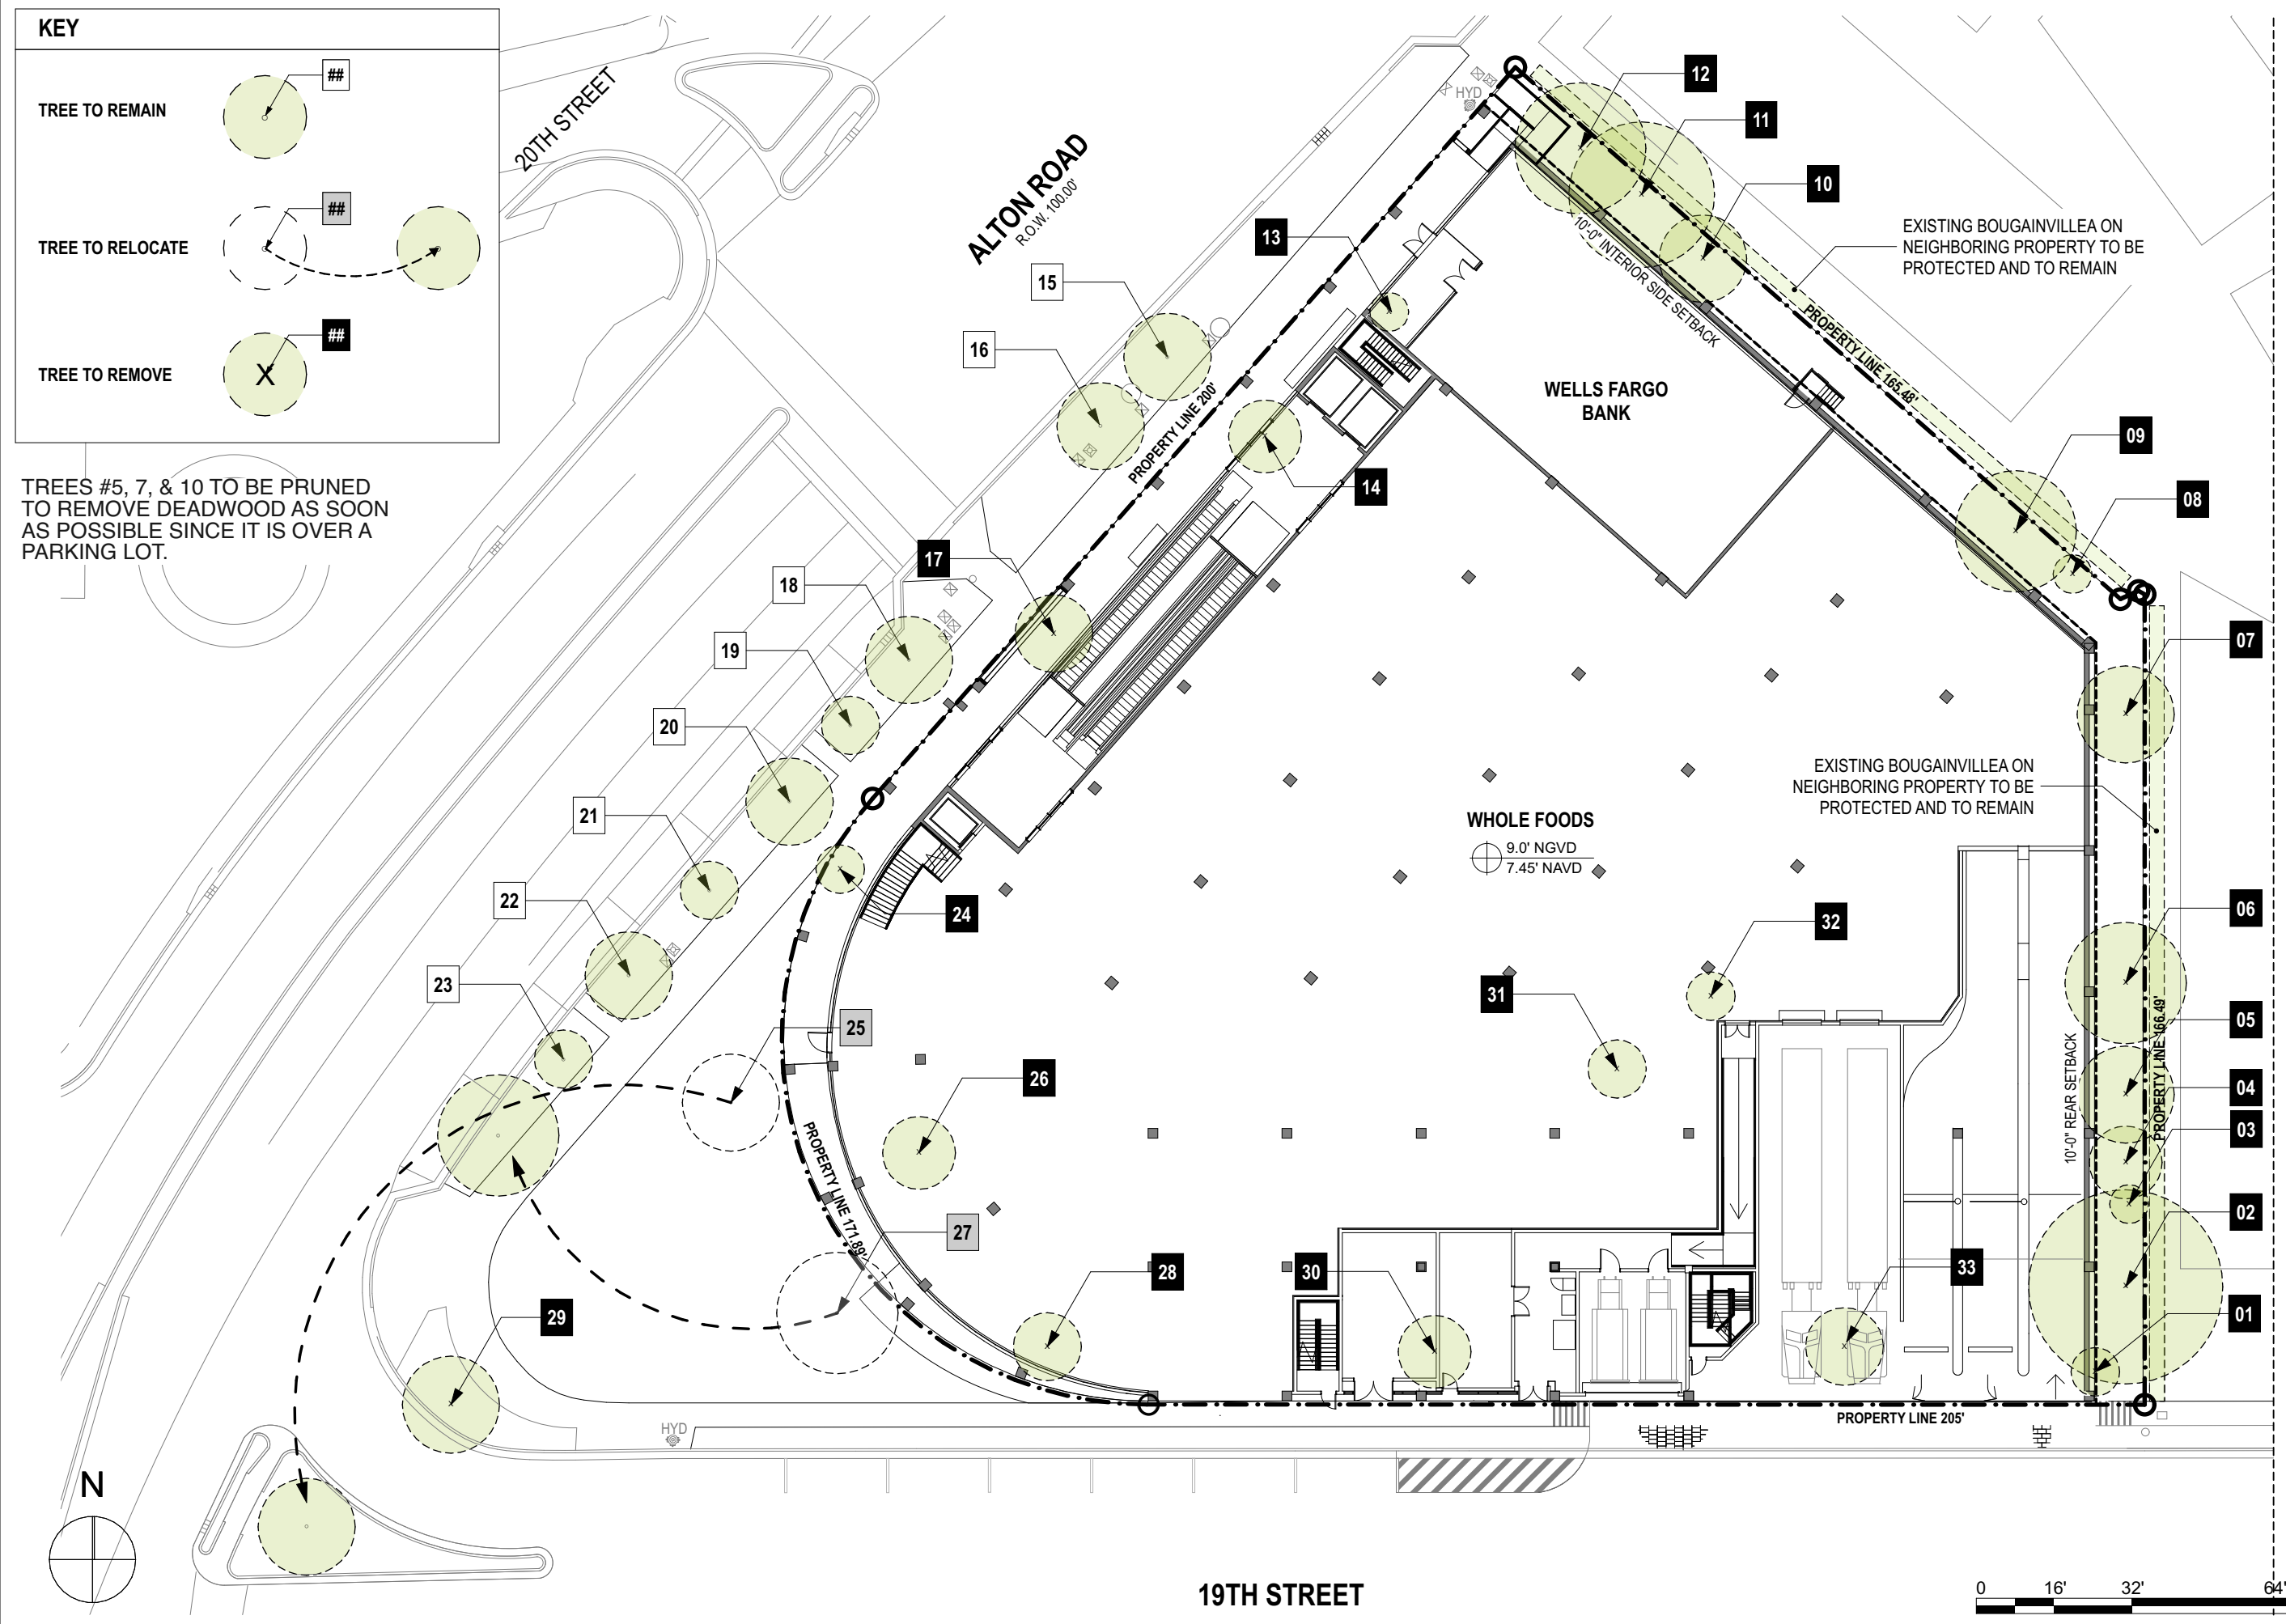 KEY
##
TREE TO REMAIN
##
TREE TO RELOCATE
##
TREE TO REMOVE
X
TREES #5, 7, & 10 TO BE PRUNED
TO REMOVE DEADWOOD AS SOON
AS POSSIBLE SINCE IT IS OVER A
PARKING LOT.
20TH STREET
ALTON ROAD
R.O.W. 100.00'
HYD
12
11
10
13
15
16
14
EXISTING BOUGAINVILLEA ON
NEIGHBORING PROPERTY TO BE
PROTECTED AND TO REMAIN
10'-0" INTERIOR SIDE SETBACK
PROPERTY LINE 165.48'
PROPERTY LINE 200'
WELLS FARGO
BANK
09
08
17
18
19
07
20
21
EXISTING BOUGAINVILLEA ON
NEIGHBORING PROPERTY TO BE
PROTECTED AND TO REMAIN
WHOLE FOODS
9.0' NGVD
7.45' NAVD
22
24
32
06
23
31
25
05
PROPERTY LINE 166.49'
10'-0" REAR SETBACK
26
04
03
PROPERTY LINE 171.89'
27
02
28
30
33
29
01
HYD
PROPERTY LINE 205'
N
19TH STREET
0 16' 32' 64'